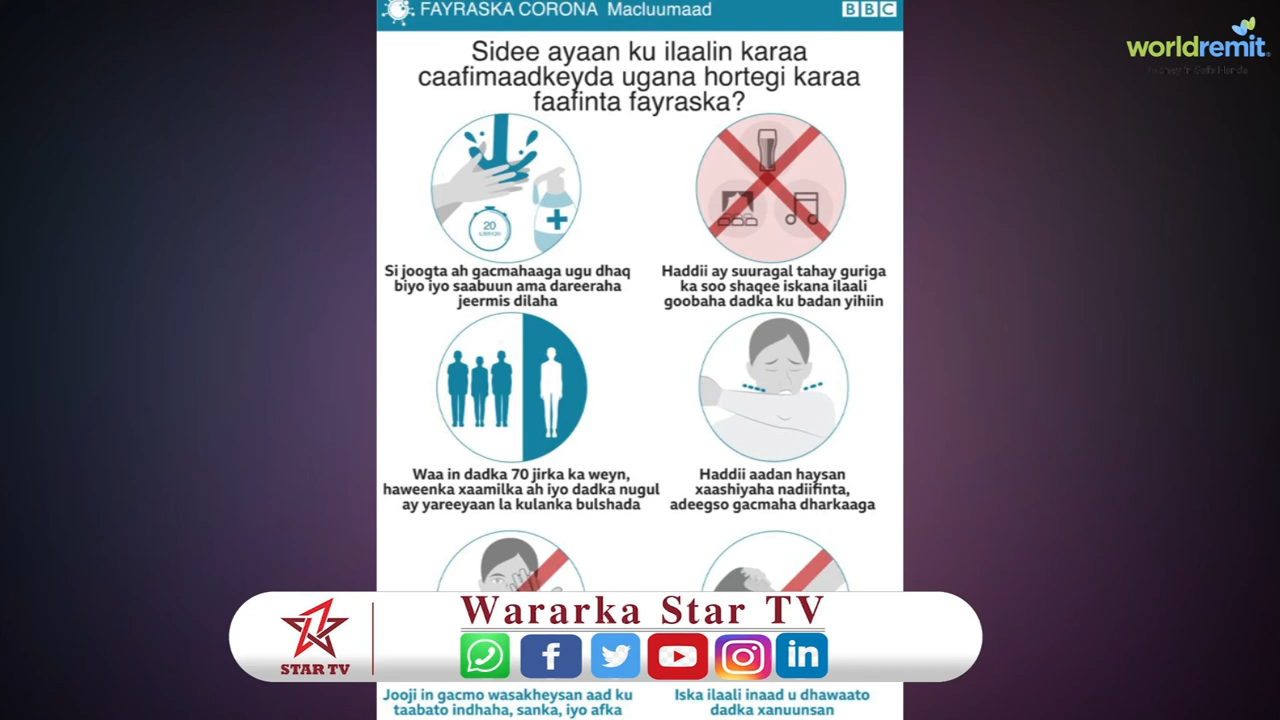 FAYRASKA CORONA Macluumaad
BBC
worldremit
Sidee ayaan ku ilaalin karaa
caafimaadkeyda ugana hortegi karaa
faafinta fayraska?
20
Si joogta ah gacmahaaga ugu dhaq
biyo iyo saabuun ama dareeraha
jeermis dilaha
Haddii ay suuragal tahay guriga
ka soo shaqee iskana ilaali
goobaha dadka ku badan yihiin
Waa in dadka 70 jirka ka weyn,
haweenka xaamilka ah iyo dadka nugul
ay yareeyaan la kulanka bulshada
Haddii aadan haysan
xaashiyaha nadiifinta,
adeegso gacmaha dharkaaga
STAR TV
Wararka Star TV
Jooji in gacmo wasakheysan aad ku
taabato indhaha, sanka, iyo afka
Iska ilaali inaad u dhawaato
dadka xanuunsan